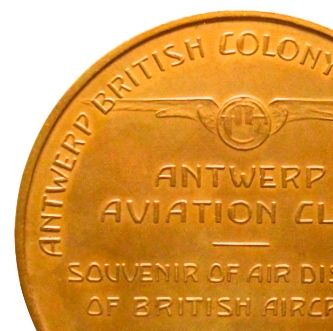 ANTWERP BRITISH COLONY
ANTWERP
AVIATION CL
SOUVENIR OF AIR DIS
OF BRITISH AIRC